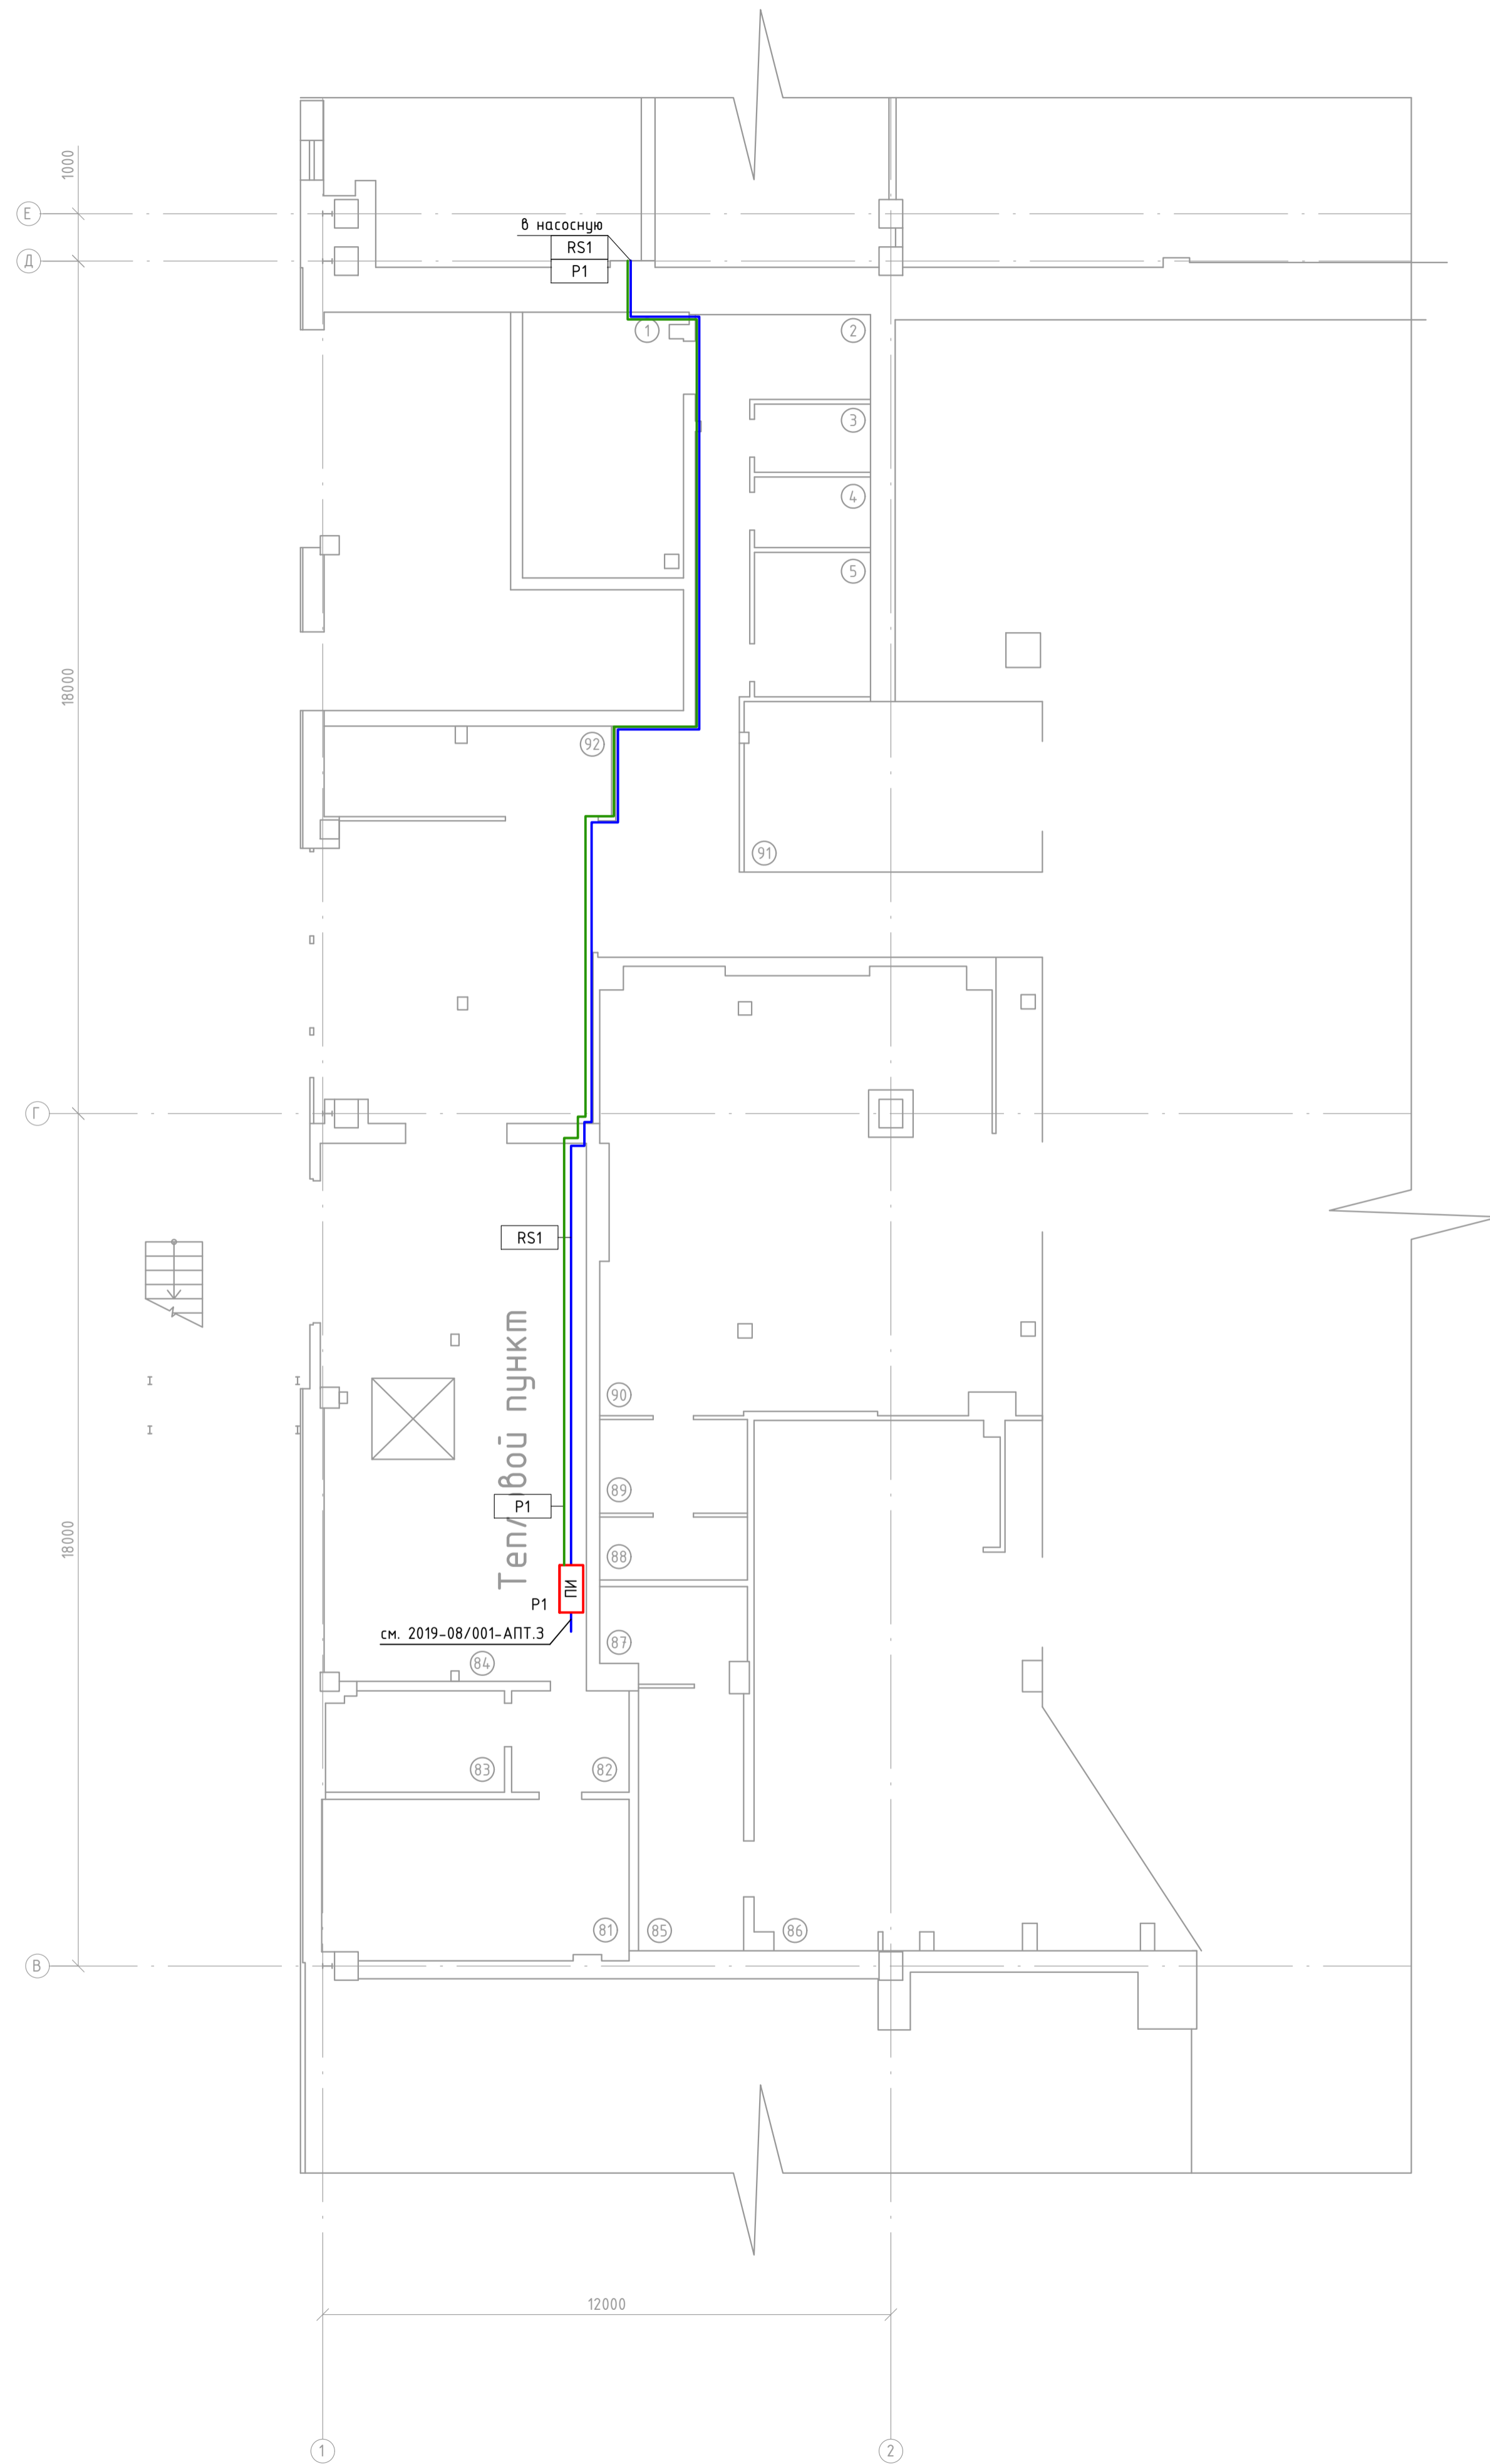 1000
Е
Д
в насосную
RS1
P1
1
2
3
4
5
18000
92
91
Г
RS1
Тепловой пункт
90
P1
89
18000
88
ПИ
P1
см. 2019-08/001-АПТ.3
87
84
83
82
81
85
86
В
12000
1
2